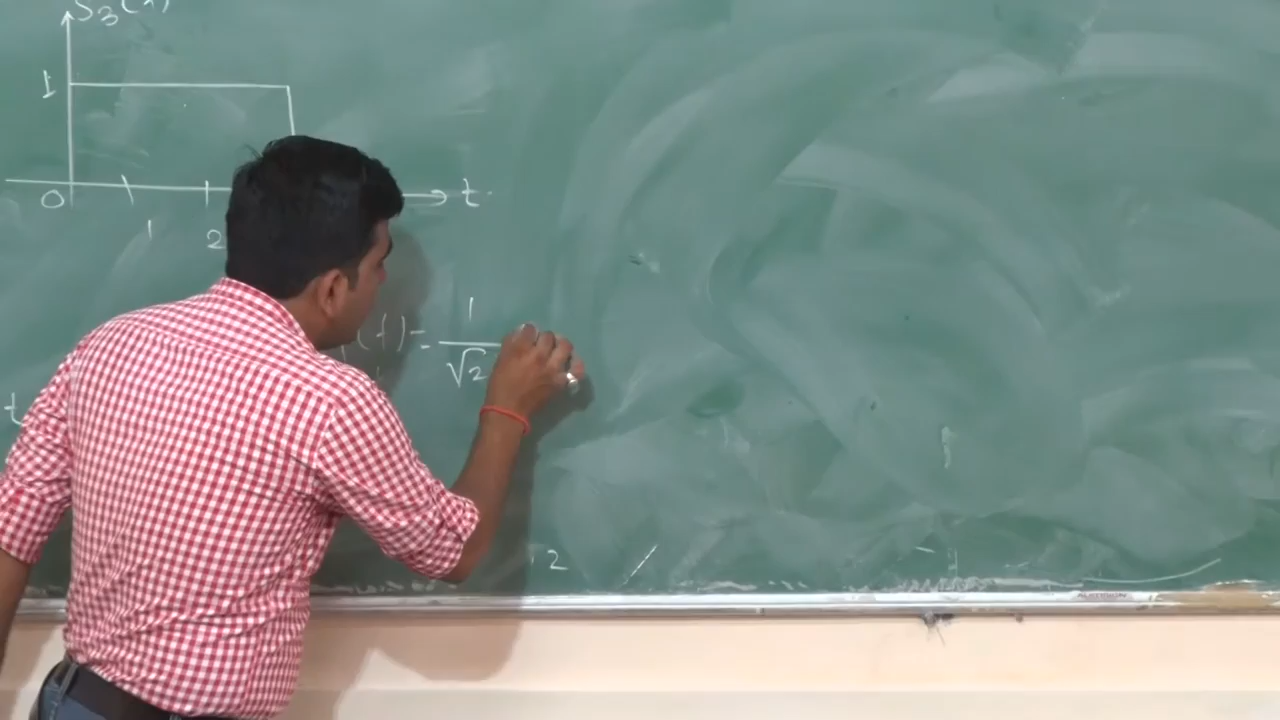 S3(t)
1
0
t
1 2
(t) = 1/√2
t
2